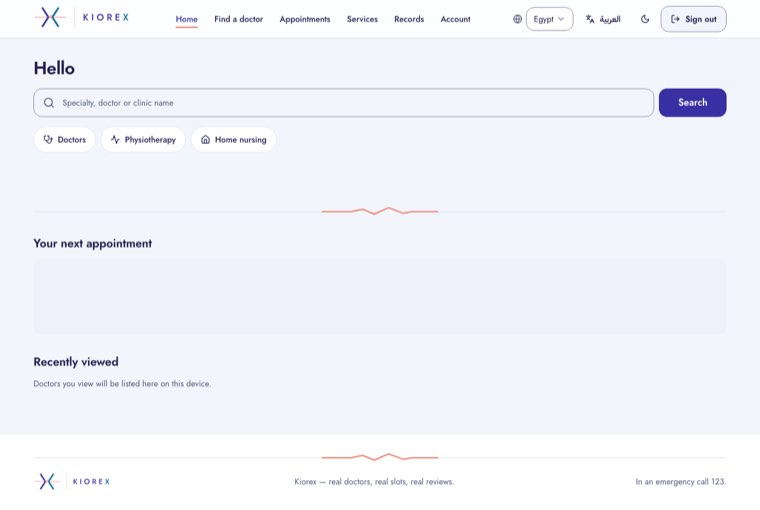 KIOREX
Home Find a doctor Appointments Services Records Account
Egypt
العربية
Sign out
Hello
Specialty, doctor or clinic name
Search
Doctors Physiotherapy Home nursing
Your next appointment
Recently viewed
Doctors you view will be listed here on this device.
KIOREX
Kiorex — real doctors, real slots, real reviews.
In an emergency call 123.